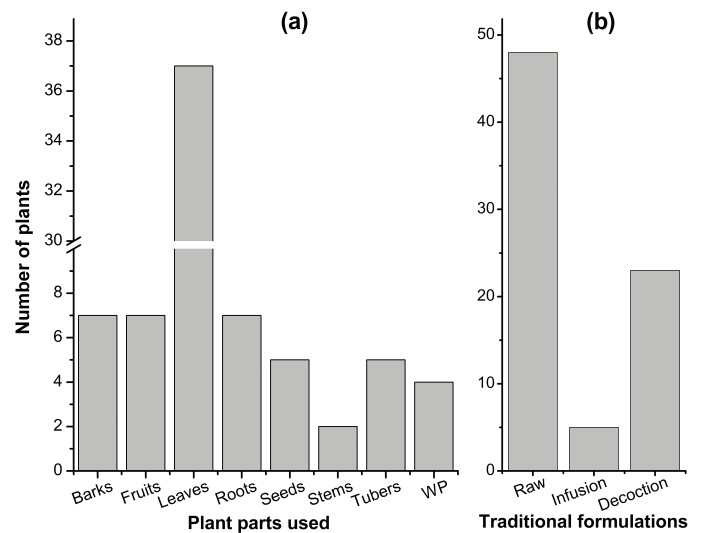 (a)
Number of plants
38
36
34
32
30
8
6
4
2
0
Barks Fruits Leaves Roots Seeds Stems Tubers WP
Plant parts used
(b)
50
40
30
20
10
0
Raw Infusion Decoction
Traditional formulations